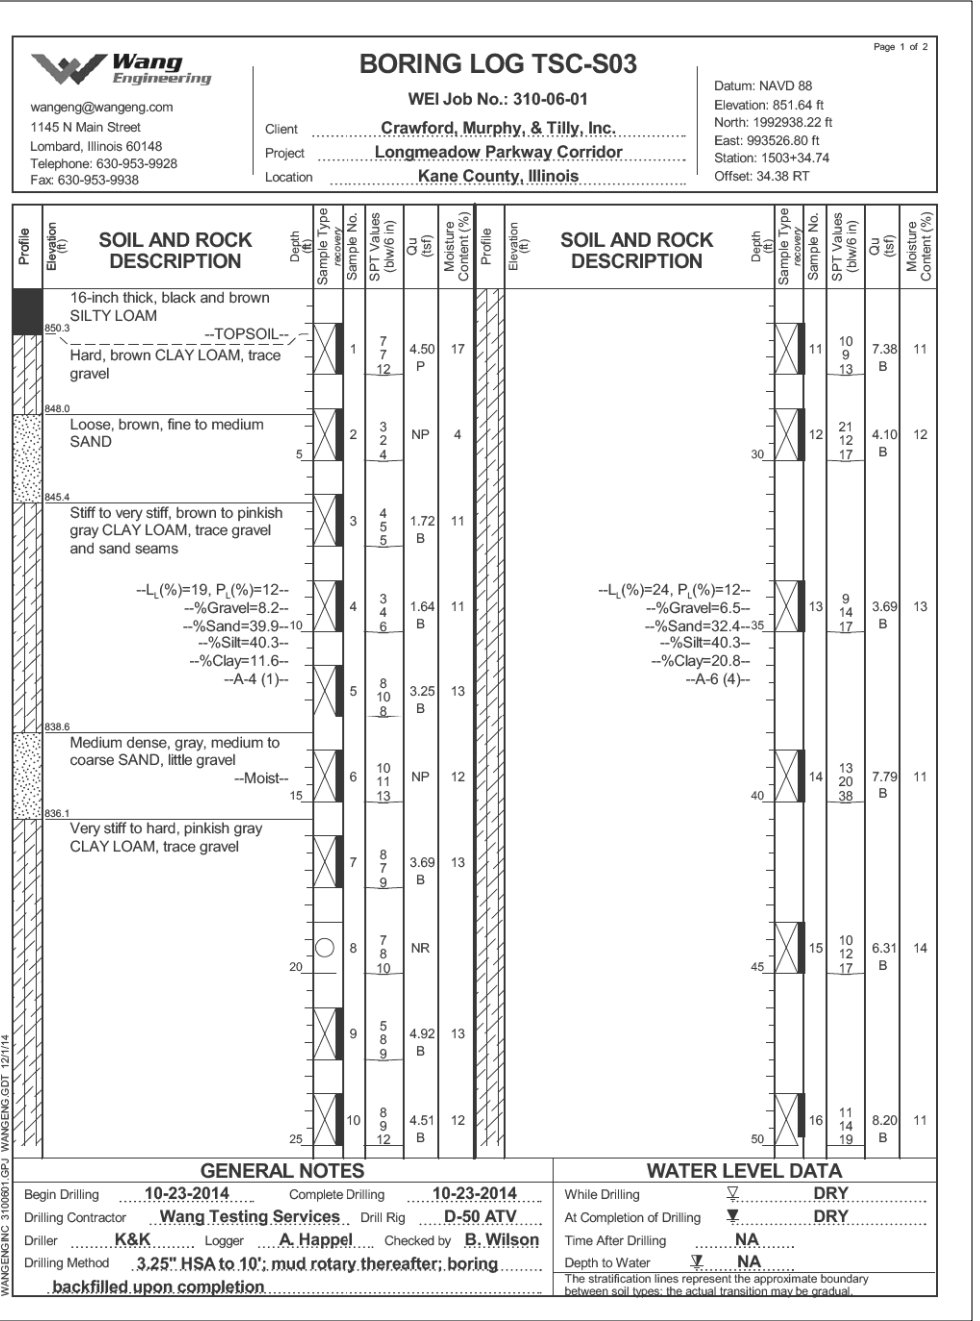 Page 1 of 2
Wang
Engineering
wangeng@wangeng.com
1145 N Main Street
Lombard, Illinois 60148
Telephone: 630-953-9928
Fax: 630-953-9938
BORING LOG TSC-S03
WEI Job No.: 310-06-01
Client Crawford, Murphy, & Tilly, Inc.
Project Longmeadow Parkway Corridor
Location Kane County, Illinois
Datum: NAVD 88
Elevation: 851.64 ft
North: 1992938.22 ft
East: 993526.80 ft
Station: 1503+34.74
Offset: 34.38 RT
Profile
Elevation
(ft)
SOIL AND ROCK
DESCRIPTION
Depth
(ft)
Sample Type
recovery
Sample No.
SPT Values
(blw/6 in)
Qu
(tsf)
Moisture
Content (%)
16-inch thick, black and brown
SILTY LOAM
850.3
--TOPSOIL--
Hard, brown CLAY LOAM, trace
gravel
1 7 7 12 4.50 P 17
848.0
Loose, brown, fine to medium
SAND
5
2 3 2 4 NP 4
845.4
Stiff to very stiff, brown to pinkish
gray CLAY LOAM, trace gravel
and sand seams
3 4 5 5 1.72 B 11
--LL(%)=19, PL(%)=12--
--%Gravel=8.2--
--%Sand=39.9--10
--%Silt=40.3--
--%Clay=11.6--
--A-4 (1)--
4 3 4 6 1.64 B 11
5 8 10 8 3.25 B 13
838.6
Medium dense, gray, medium to
coarse SAND, little gravel
--Moist--
15
6 10 11 13 NP 12
836.1
Very stiff to hard, pinkish gray
CLAY LOAM, trace gravel
7 8 7 9 3.69 B 13
20
8 7 8 10 NR
9 5 8 9 4.92 B 13
25
10 8 9 12 4.51 B 12
Profile
Elevation
(ft)
SOIL AND ROCK
DESCRIPTION
Depth
(ft)
Sample Type
recovery
Sample No.
SPT Values
(blw/6 in)
Qu
(tsf)
Moisture
Content (%)
11 10 9 13 7.38 B 11
30
12 21 12 17 4.10 B 12
--LL(%)=24, PL(%)=12--
--%Gravel=6.5--
--%Sand=32.4--35
--%Silt=40.3--
--%Clay=20.8--
--A-6 (4)--
13 9 14 17 3.69 B 13
40
14 13 20 38 7.79 B 11
45
15 10 12 17 6.31 B 14
50
16 11 14 19 8.20 B 11
GENERAL NOTES
Begin Drilling 10-23-2014 Complete Drilling 10-23-2014
Drilling Contractor Wang Testing Services Drill Rig D-50 ATV
Driller K&K Logger A. Happel Checked by B. Wilson
Drilling Method 3.25" HSA to 10'; mud rotary thereafter; boring
backfilled upon completion
WATER LEVEL DATA
While Drilling DRY
At Completion of Drilling DRY
Time After Drilling NA
Depth to Water NA
The stratification lines represent the approximate boundary
between soil types; the actual transition may be gradual.
WANGENGINC 3100601.GPJ WANGENG.GDT 12/1/14